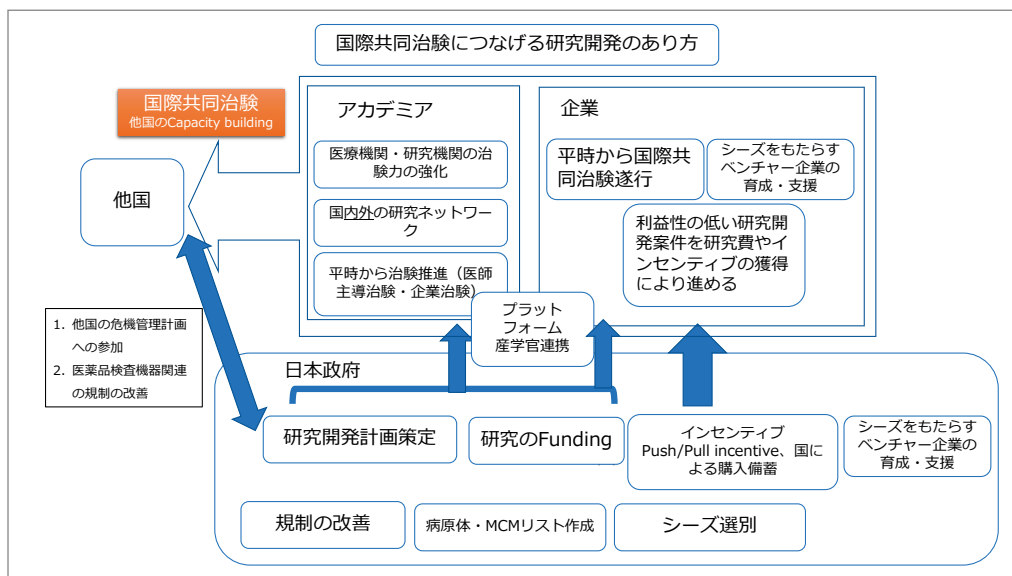 国際共同治験につなげる研究開発のあり方
国際共同治験
他国のCapacity building
他国
アカデミア
医療機関・研究機関の治
験力の強化
国内外の研究ネットワー
ク
平時から治験推進（医師
主導治験・企業治験）
企業
平時から国際共
同治験遂行
シーズをもたらす
ベンチャー企業の
育成・支援
利益性の低い研究開
発案件を研究費やイ
ンセンティブの獲得
により進める
プラット
フォーム
産学官連携
1. 他国の危機管理計画
への参加
2. 医薬品検査機器関連
の規制の改善
日本政府
研究開発計画策定
研究のFunding
インセンティブ
Push/Pull incentive、国に
よる購入備蓄
シーズをもたらす
ベンチャー企業の
育成・支援
規制の改善
病原体・MCMリスト作成
シーズ選別